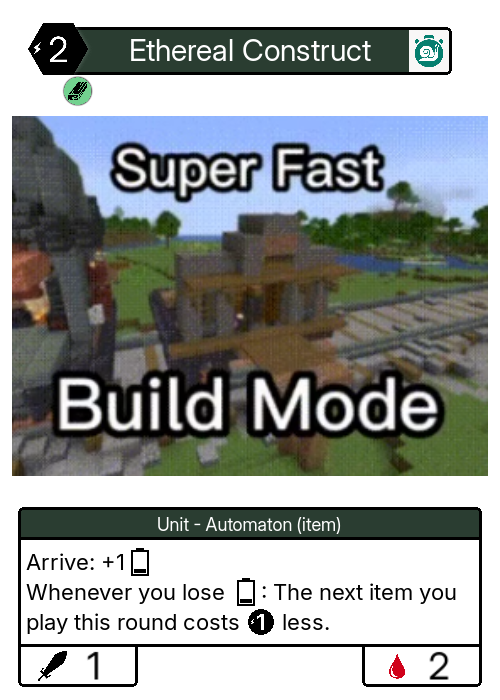 2
Ethereal Construct
Super Fast
Build Mode
Unit - Automaton (item)
Arrive: +1
Whenever you lose : The next item you
play this round costs 1 less.
1
2